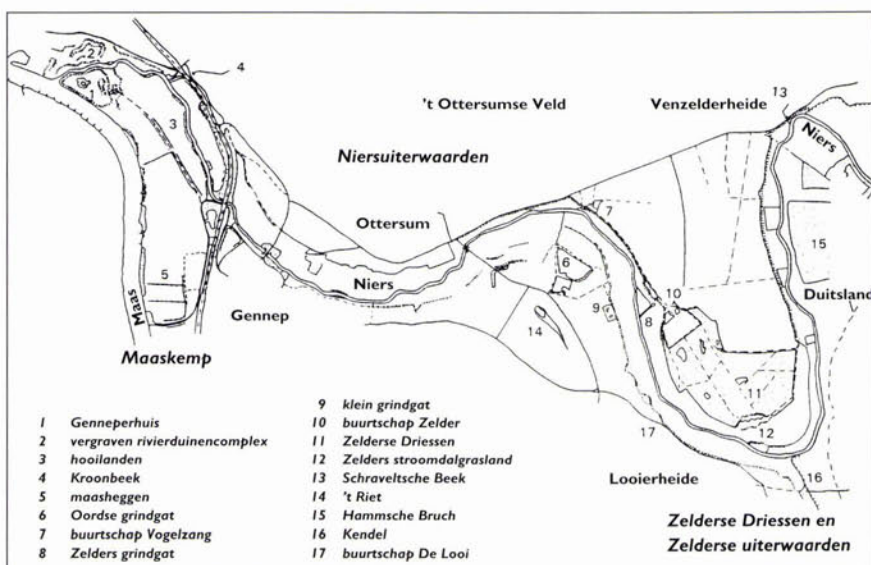 4
2
1
3
't Ottersumse Veld
Venzelderheide
13
Niers
Niersuiterwaarden
Ottersum
7
6
15
Niers
5
Maas
Gennep
9
10
8
Duitsland
14
Maaskemp
11
17
12
Looierheide
16
Zelderse Driessen en
Zelderse uiterwaarden
1 Genneperhuis
2 vergraven rivierduinencomplex
3 hooilanden
4 Kroonbeek
5 maasheggen
6 Oordse grindgat
7 buurtschap Vogelzang
8 Zelders grindgat
9 klein grindgat
10 buurtschap Zelder
11 Zelderse Driessen
12 Zelders stroomdalgrasland
13 Schraveltsche Beek
14 't Riet
15 Hammsche Bruch
16 Kendel
17 buurtschap De Looi